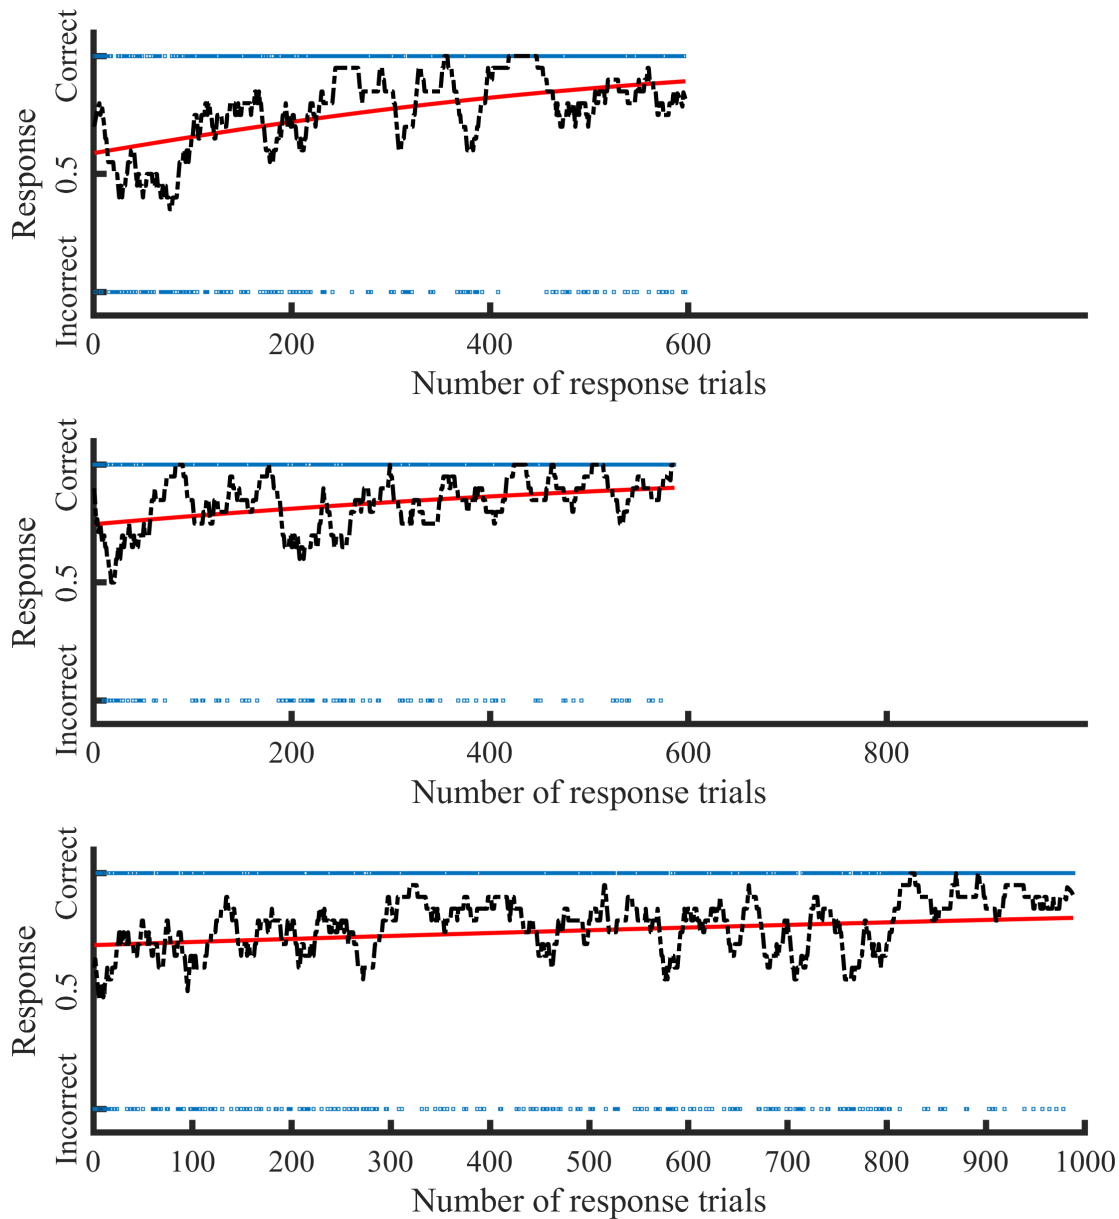 Correct
0.5
Incorrect
Response
0 200 400 600
Number of response trials
Correct
0.5
Incorrect
Response
0 200 400 600 800
Number of response trials
Correct
0.5
Incorrect
Response
0 100 200 300 400 500 600 700 800 900 1000
Number of response trials